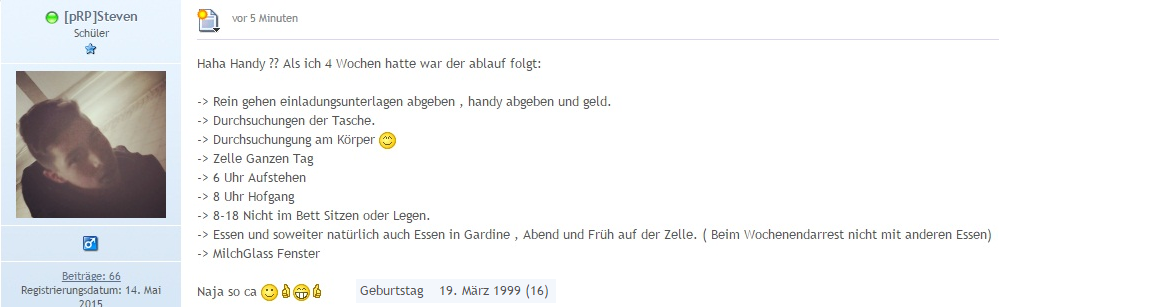 [pRP]Steven
Schüler
vor 5 Minuten
Haha Handy ?? Als ich 4 Wochen hatte war der ablauf folgt:
-> Rein gehen einladungsunterlagen abgeben , handy abgeben und geld.
-> Durchsuchungen der Tasche.
-> Durchsuchungung am Körper
-> Zelle Ganzen Tag
-> 6 Uhr Aufstehen
-> 8 Uhr Hofgang
-> 8-18 Nicht im Bett Sitzen oder Legen.
-> Essen und soweiter natürlich auch Essen in Gardine , Abend und Früh auf der Zelle. ( Beim Wochenendarrest nicht mit anderen Essen)
-> MilchGlass Fenster
Naja so ca
Geburtstag 19. März 1999 (16)
Beiträge: 66
Registrierungsdatum: 14. Mai
2015